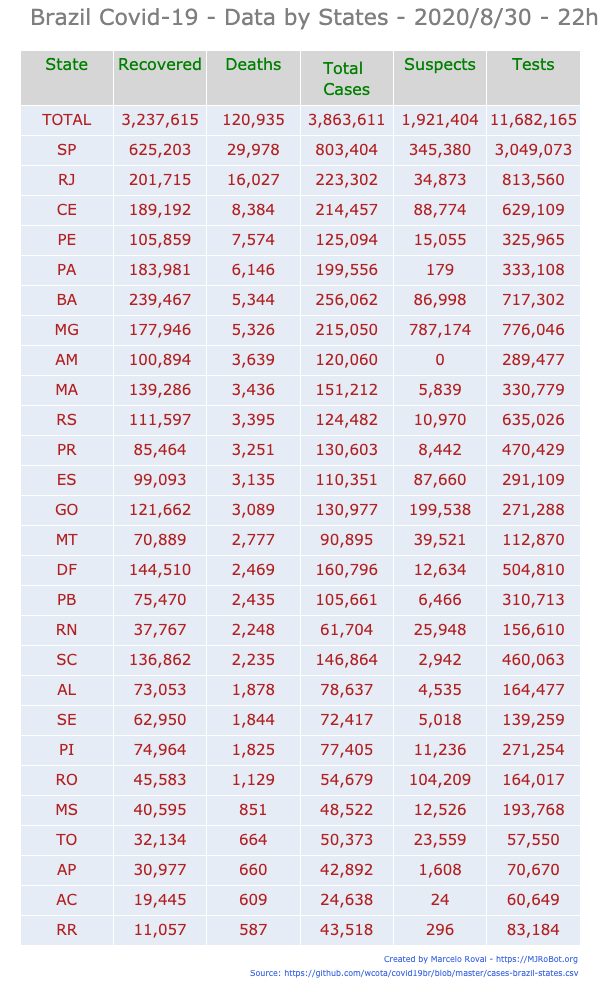 Brazil Covid-19 - Data by States - 2020/8/30 - 22h
State Recovered Deaths Total Cases Suspects Tests
TOTAL 3,237,615 120,935 3,863,611 1,921,404 11,682,165
SP 625,203 29,978 803,404 345,380 3,049,073
RJ 201,715 16,027 223,302 34,873 813,560
CE 189,192 8,384 214,457 88,774 629,109
PE 105,859 7,574 125,094 15,055 325,965
PA 183,981 6,146 199,556 179 333,108
BA 239,467 5,344 256,062 86,998 717,302
MG 177,946 5,326 215,050 787,174 776,046
AM 100,894 3,639 120,060 0 289,477
MA 139,286 3,436 151,212 5,839 330,779
RS 111,597 3,395 124,482 10,970 635,026
PR 85,464 3,251 130,603 8,442 470,429
ES 99,093 3,135 110,351 87,660 291,109
GO 121,662 3,089 130,977 199,538 271,288
MT 70,889 2,777 90,895 39,521 112,870
DF 144,510 2,469 160,796 12,634 504,810
PB 75,470 2,435 105,661 6,466 310,713
RN 37,767 2,248 61,704 25,948 156,610
SC 136,862 2,235 146,864 2,942 460,063
AL 73,053 1,878 78,637 4,535 164,477
SE 62,950 1,844 72,417 5,018 139,259
PI 74,964 1,825 77,405 11,236 271,254
RO 45,583 1,129 54,679 104,209 164,017
MS 40,595 851 48,522 12,526 193,768
TO 32,134 664 50,373 23,559 57,550
AP 30,977 660 42,892 1,608 70,670
AC 19,445 609 24,638 24 60,649
RR 11,057 587 43,518 296 83,184
Created by Marcelo Rovai - https://MJRoBot.org
Source: https://github.com/wcota/covid19br/blob/master/cases-brazil-states.csv